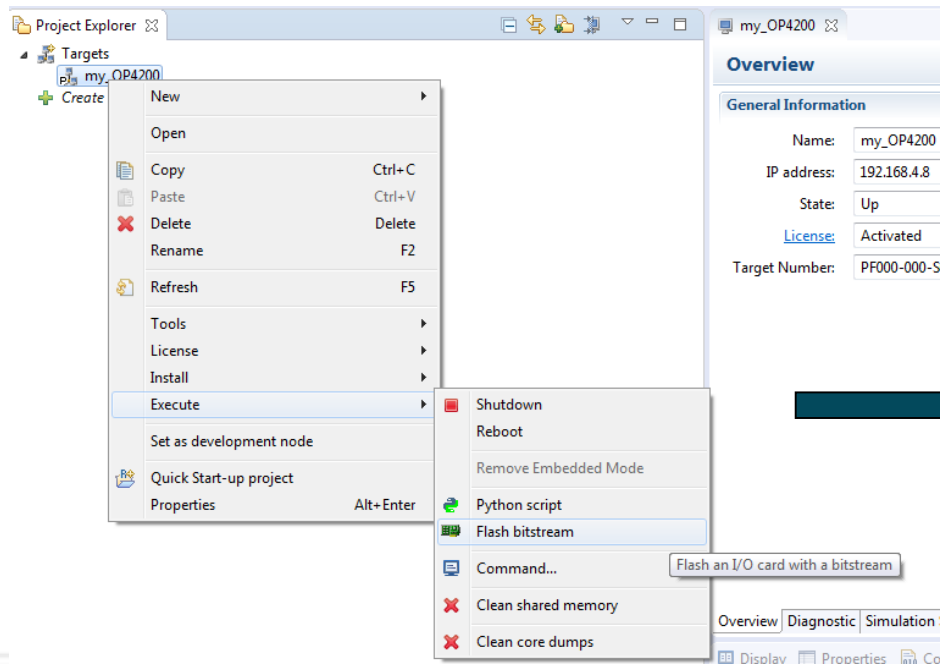 Project Explorer
my_OP4200
Targets
my_OP4200
Create
New
Open
Copy Ctrl+C
Paste Ctrl+V
Delete Delete
Rename F2
Refresh F5
Tools
License
Install
Execute
Set as development node
Quick Start-up project
Properties Alt+Enter
Shutdown
Reboot
Remove Embedded Mode
Python script
Flash bitstream
Command...
Clean shared memory
Clean core dumps
Flash an I/O card with a bitstream
Overview
General Information
Name: my_OP4200
IP address: 192.168.4.8
State: Up
License: Activated
Target Number: PF000-000-S
Overview Diagnostic Simulation
Display Properties Co